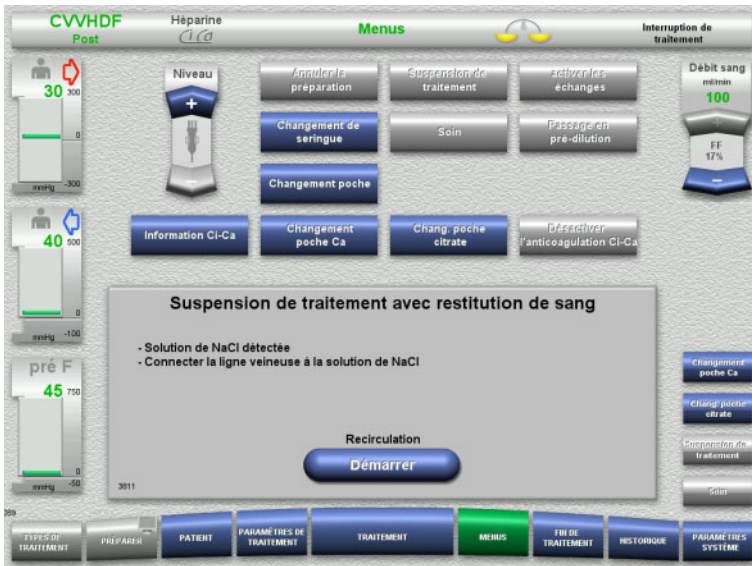 CVVHDF
Post
Héparine
CiCa
Menus
Interruption de
traitement
30 300
0
mmHg -300
40 500
0
mmHg -100
pré F
45 750
0
mmHg -50
Niveau
+
Annuler la
préparation
Suspension de
traitement
activer les
échanges
Changement de
seringue
Soin
Passage en
pré-dilution
Changement poche
Information Ci-Ca
Changement
poche Ca
Chang. poche
citrate
Désactiver
l'anticoagulation Ci-Ca
Débit sang
ml/min
100
+
FF
17%
Suspension de traitement avec restitution de sang
- Solution de NaCl détectée
- Connecter la ligne veineuse à la solution de NaCl
Recirculation
Démarrer
3811
Changement
poche Ca
Chang. poche
citrate
Suspension de
traitement
Soin
289
TYPES DE
TRAITEMENT
PRÉPARER
PATIENT
PARAMÈTRES DE
TRAITEMENT
TRAITEMENT
MENUS
FIN DE
TRAITEMENT
HISTORIQUE
PARAMÈTRES
SYSTÈME